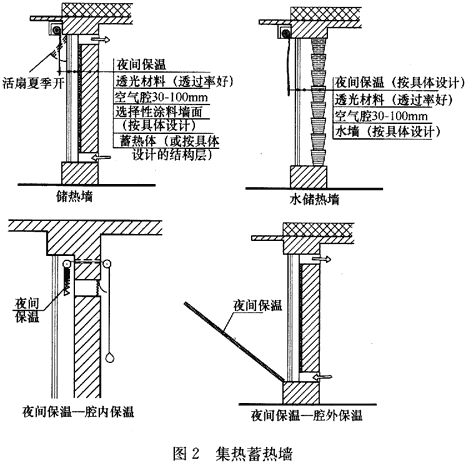 活扇夏季开
夜间保温
透光材料（透过率好）
空气腔30-100mm
选择性涂料墙面
（按具体设计）
蓄热体（或按具体
设计的结构层）
储热墙
夜间保温（按具体设计）
透光材料（透过率好）
空气腔30-100mm
水墙（按具体设计）
水储热墙
夜间
保温
夜间保温—腔内保温
夜间保温
夜间保温—腔外保温
图2 集热蓄热墙